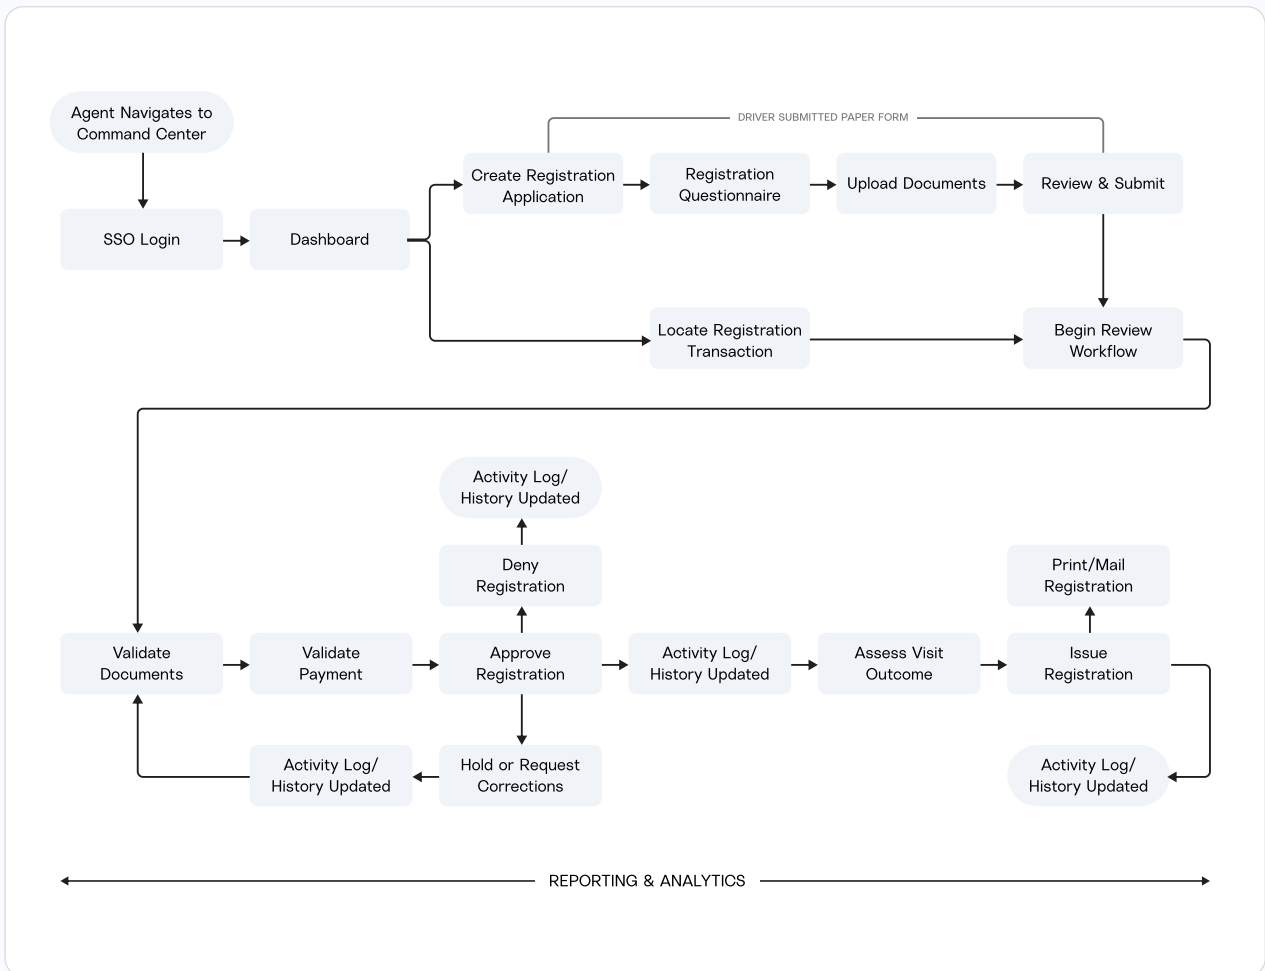 Agent Navigates to
Command Center
DRIVER SUBMITTED PAPER FORM
Create Registration
Application
Registration
Questionnaire
Upload Documents
Review & Submit
SSO Login
Dashboard
Locate Registration
Transaction
Begin Review
Workflow
Activity Log/
History Updated
Deny
Registration
Print/Mail
Registration
Validate
Documents
Validate
Payment
Approve
Registration
Activity Log/
History Updated
Assess Visit
Outcome
Issue
Registration
Activity Log/
History Updated
Hold or Request
Corrections
Activity Log/
History Updated
REPORTING & ANALYTICS